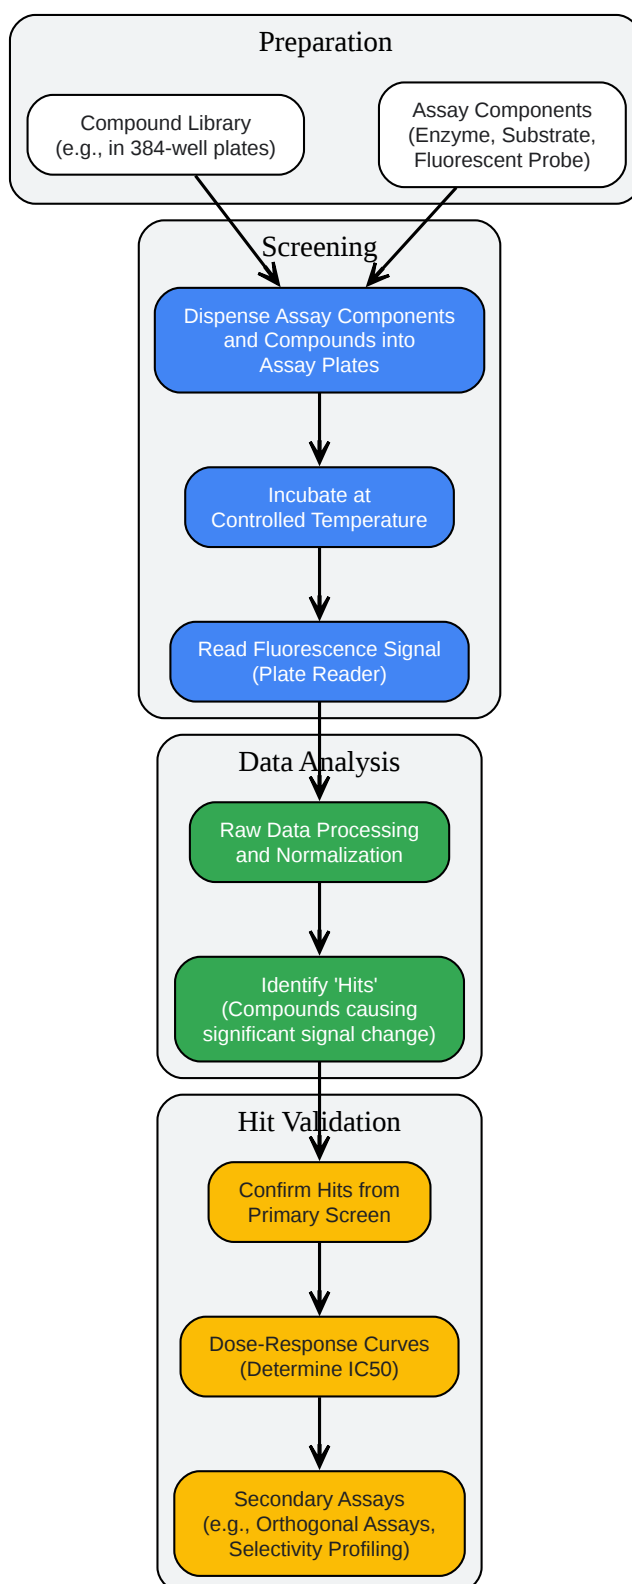 Preparation
Compound Library
(e.g., in 384-well plates)
Assay Components
(Enzyme, Substrate,
Fluorescent Probe)
Screening
Dispense Assay Components
and Compounds into
Assay Plates
Incubate at
Controlled Temperature
Read Fluorescence Signal
(Plate Reader)
Data Analysis
Raw Data Processing
and Normalization
Identify 'Hits'
(Compounds causing
significant signal change)
Hit Validation
Confirm Hits from
Primary Screen
Dose-Response Curves
(Determine IC50)
Secondary Assays
(e.g., Orthogonal Assays,
Selectivity Profiling)